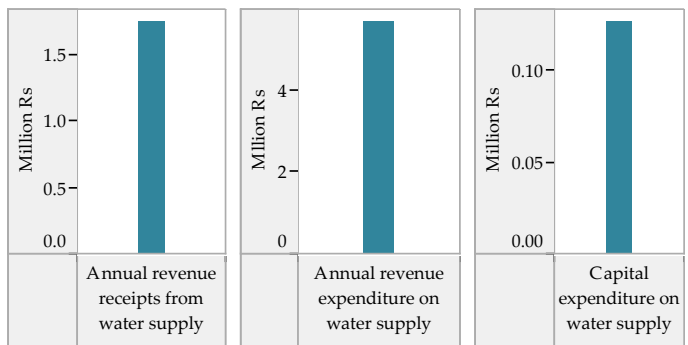 Million Rs
1.5
1.0
0.5
0.0
Annual revenue
receipts from
water supply
Mllion Rs
4
2
0
Annual revenue
expenditure on
water supply
Million Rs
0.10
0.05
0.00
Capital
expenditure on
water supply